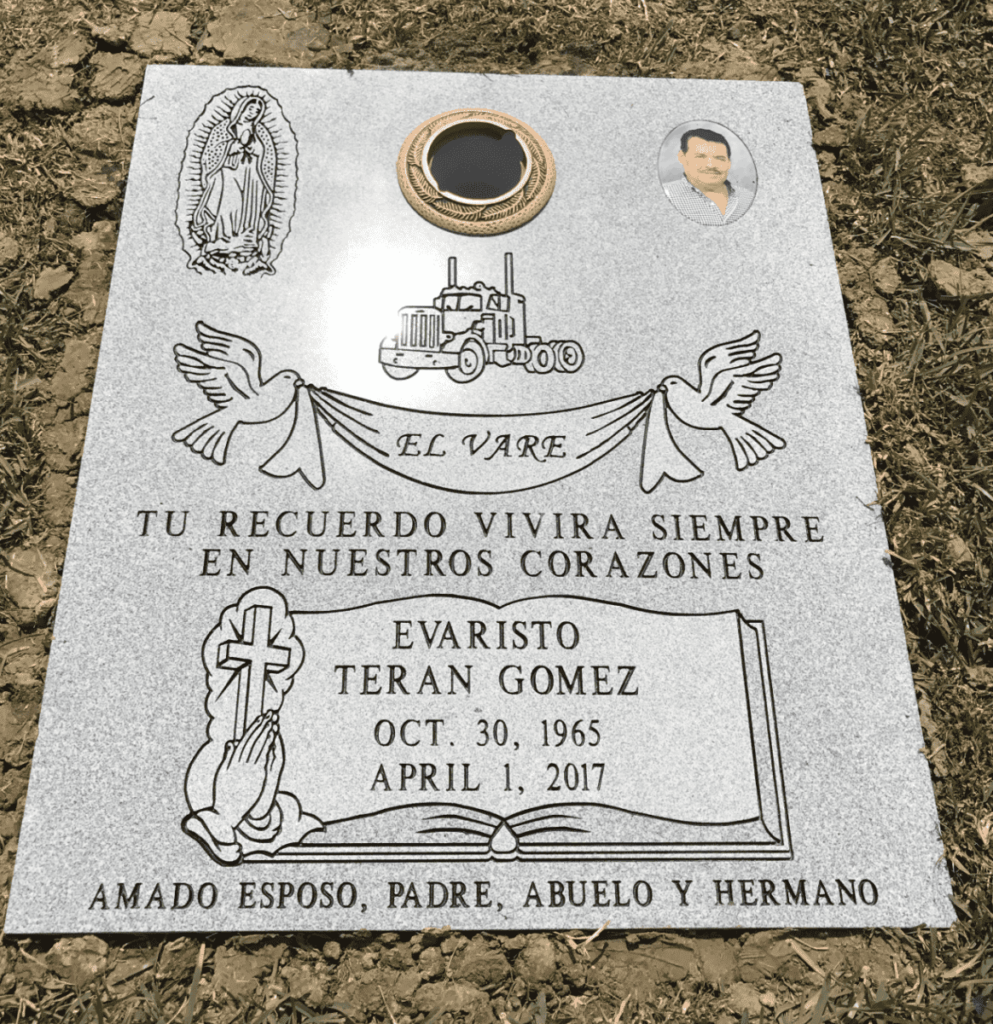 EL VARE
TU RECUERDO VIVIRA SIEMPRE
EN NUESTROS CORAZONES
EVARISTO
TERAN GOMEZ
OCT. 30, 1965
APRIL 1, 2017
AMADO ESPOSO, PADRE, ABUELO Y HERMANO